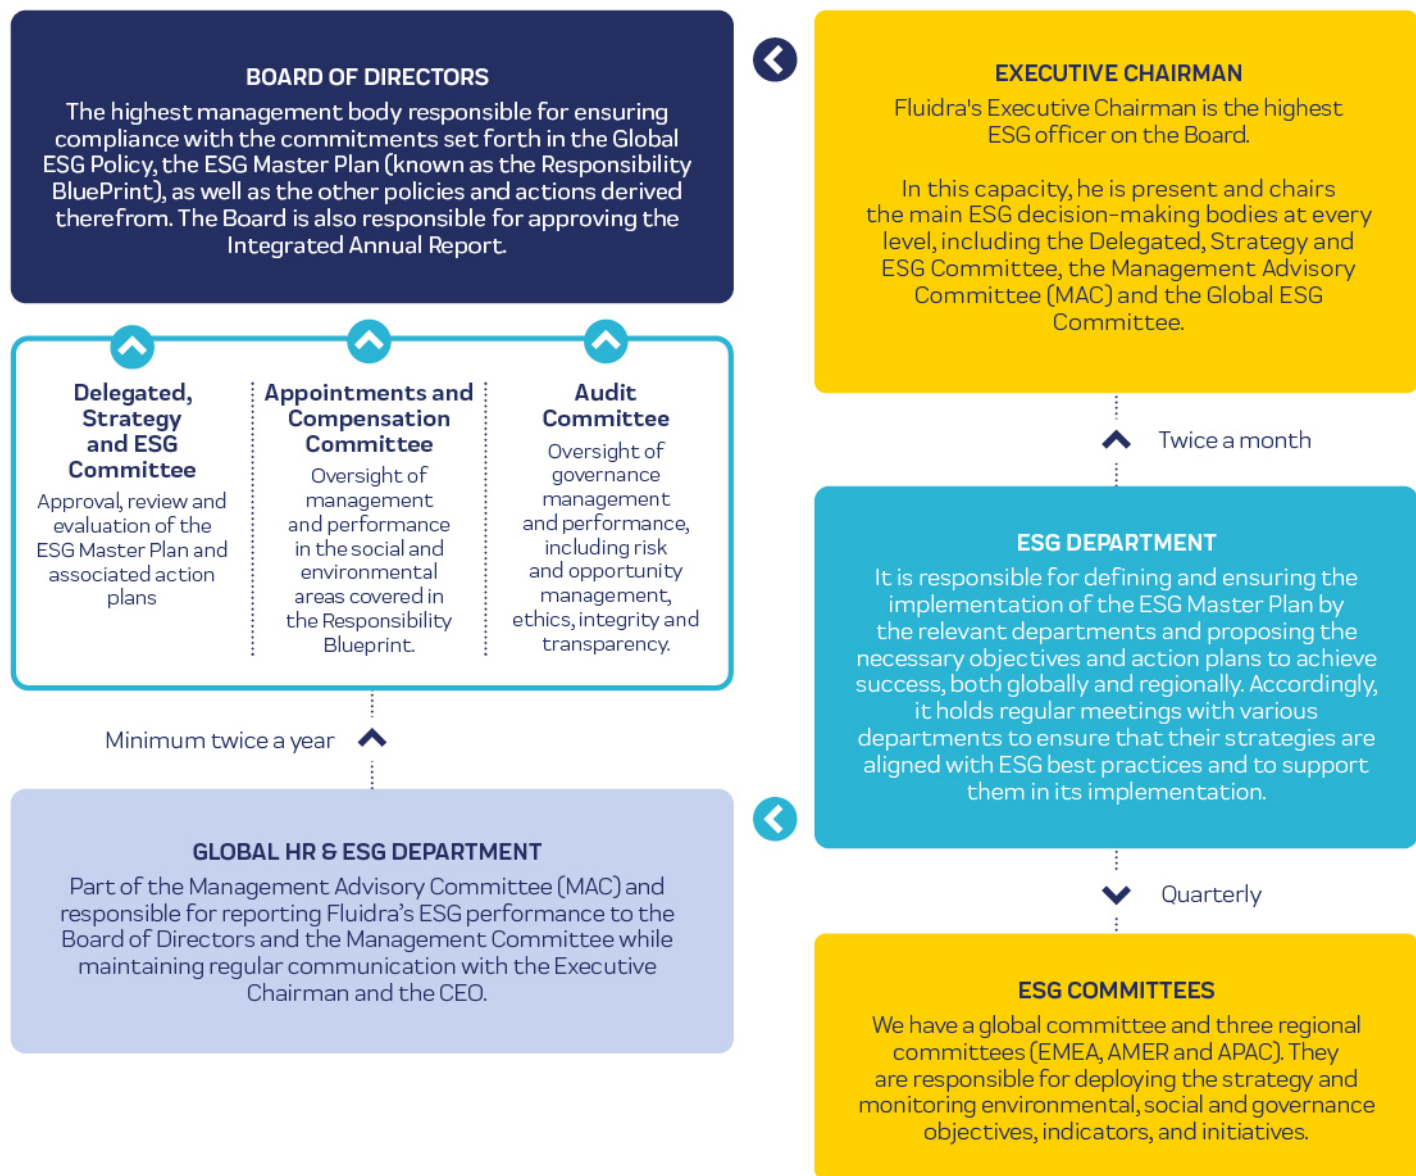 BOARD OF DIRECTORS
The highest management body responsible for ensuring
compliance with the commitments set forth in the Global
ESG Policy, the ESG Master Plan (known as the Responsibility
BluePrint), as well as the other policies and actions derived
therefrom. The Board is also responsible for approving the
Integrated Annual Report.
EXECUTIVE CHAIRMAN
Fluidra's Executive Chairman is the highest
ESG officer on the Board.
In this capacity, he is present and chairs
the main ESG decision-making bodies at every
level, including the Delegated, Strategy and
ESG Committee, the Management Advisory
Committee (MAC) and the Global ESG
Committee.
Delegated,
Strategy
and ESG
Committee
Approval, review and
evaluation of the
ESG Master Plan and
associated action
plans
Appointments and
Compensation
Committee
Oversight of
management
and performance
in the social and
environmental
areas covered in
the Responsibility
Blueprint.
Audit
Committee
Oversight of
governance
management
and performance,
including risk
and opportunity
management,
ethics, integrity and
transparency.
Twice a month
ESG DEPARTMENT
It is responsible for defining and ensuring the
implementation of the ESG Master Plan by
the relevant departments and proposing the
necessary objectives and action plans to achieve
success, both globally and regionally. Accordingly,
it holds regular meetings with various
departments to ensure that their strategies are
aligned with ESG best practices and to support
them in its implementation.
Minimum twice a year
GLOBAL HR & ESG DEPARTMENT
Part of the Management Advisory Committee (MAC) and
responsible for reporting Fluidra’s ESG performance to the
Board of Directors and the Management Committee while
maintaining regular communication with the Executive
Chairman and the CEO.
Quarterly
ESG COMMITTEES
We have a global committee and three regional
committees (EMEA, AMER and APAC). They
are responsible for deploying the strategy and
monitoring environmental, social and governance
objectives, indicators, and initiatives.